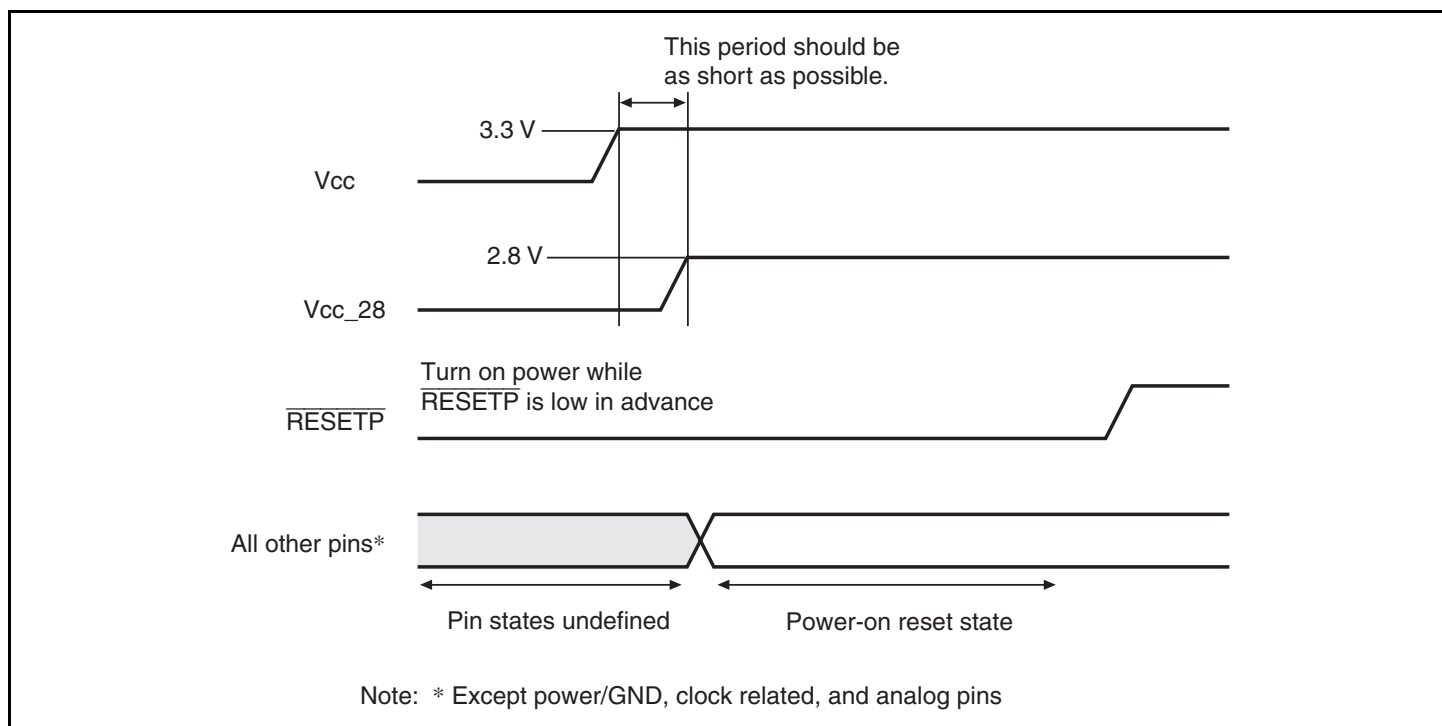 This period should be
as short as possible.
3.3 V
Vcc
2.8 V
Vcc_28
Turn on power while
RESETP is low in advance
RESETP
All other pins*
Pin states undefined
Power-on reset state
Note: * Except power/GND, clock related, and analog pins